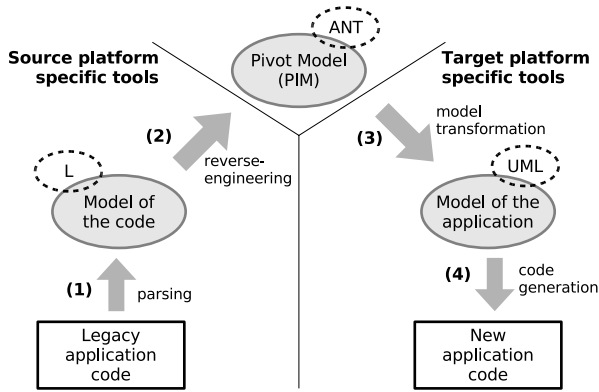 ANT
Source platform
specific tools
Pivot Model
(PIM)
Target platform
specific tools
(2)
reverse-
engineering
(3)
model
transformation
L
Model of
the code
UML
Model of the
application
(1)
parsing
(4)
code
generation
Legacy
application
code
New
application
code